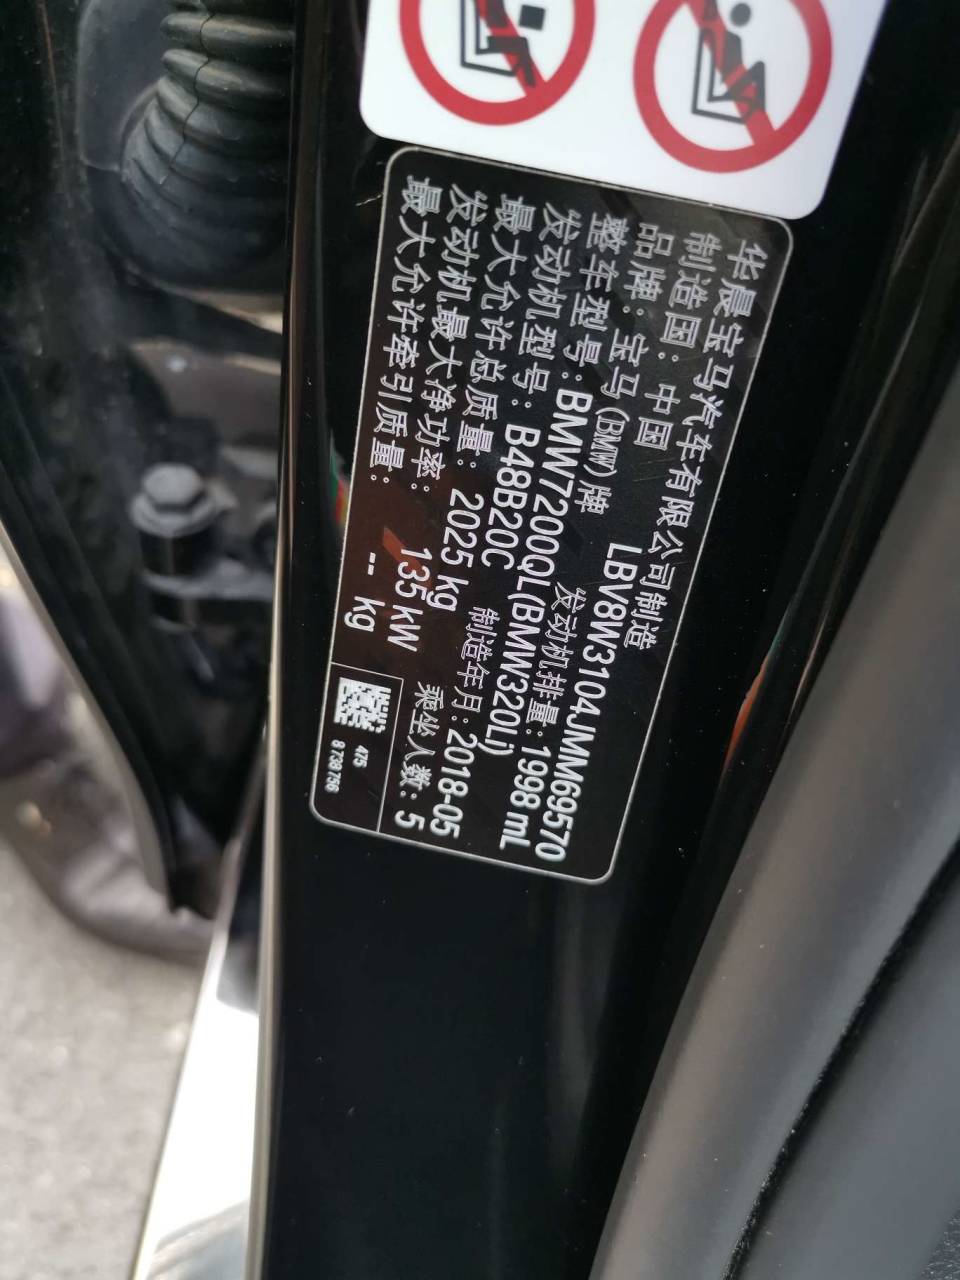 华晨宝马汽车有限公司制造
制造国：中国 LBV8W3104JMM69570
品牌：宝马(BMW)牌 发动机排量：1998 mL
整车型号：BMW7200QL(BMW320Li)
发动机型号：B48B20C 制造年月：2018-05
最大允许总质量：2025 kg 乘坐人数：5
发动机最大净功率：135 kW
最大允许牵引质量：-- kg
475
8 738 756